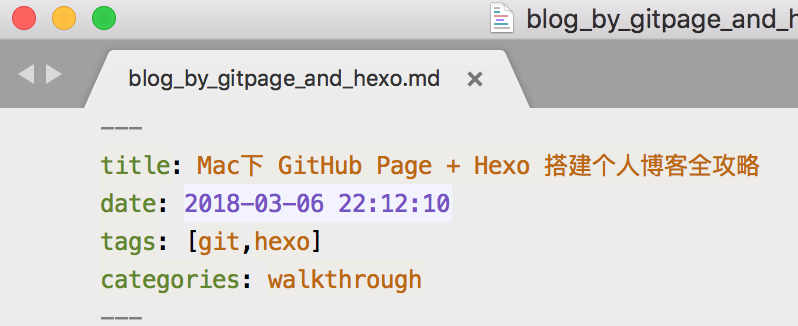 blog_by_gitpage_and_h
blog_by_gitpage_and_hexo.md ×
---
title: Mac下 GitHub Page + Hexo 搭建个人博客全攻略
date: 2018-03-06 22:12:10
tags: [git,hexo]
categories: walkthrough
---